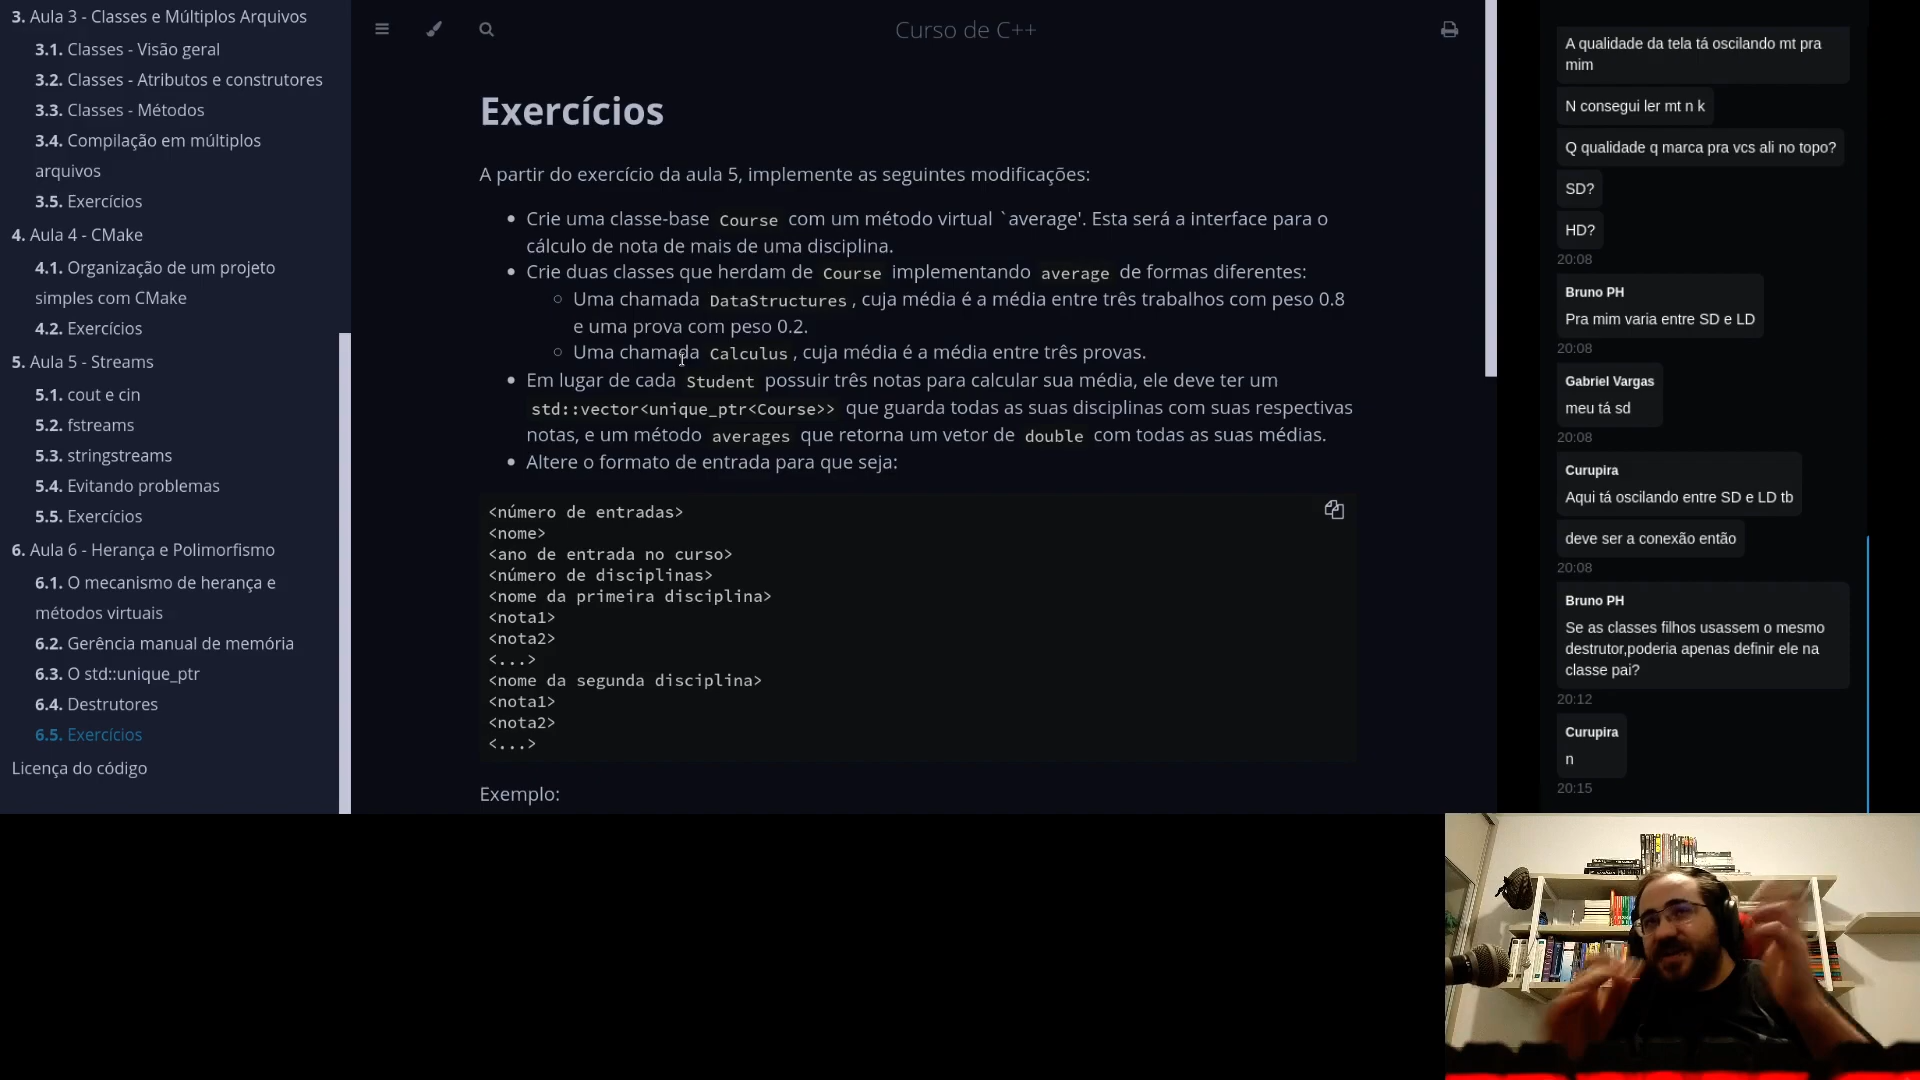 3. Aula 3 - Classes e Múltiplos Arquivos
3.1. Classes - Visão geral
3.2. Classes - Atributos e construtores
3.3. Classes - Métodos
3.4. Compilação em múltiplos
arquivos
3.5. Exercícios
4. Aula 4 - CMake
4.1. Organização de um projeto
simples com CMake
4.2. Exercícios
5. Aula 5 - Streams
5.1. cout e cin
5.2. fstreams
5.3. stringstreams
5.4. Evitando problemas
5.5. Exercícios
6. Aula 6 - Herança e Polimorfismo
6.1. O mecanismo de herança e
métodos virtuais
6.2. Gerência manual de memória
6.3. O std::unique_ptr
6.4. Destrutores
6.5. Exercícios
Licença do código
Curso de C++
Exercícios
A partir do exercício da aula 5, implemente as seguintes modificações:
• Crie uma classe-base Course com um método virtual `average'. Esta será a interface para o
cálculo de nota de mais de uma disciplina.
• Crie duas classes que herdam de Course implementando average de formas diferentes:
◦ Uma chamada DataStructures, cuja média é a média entre três trabalhos com peso 0.8
e uma prova com peso 0.2.
◦ Uma chamada Calculus, cuja média é a média entre três provas.
• Em lugar de cada Student possuir três notas para calcular sua média, ele deve ter um
std::vector<unique_ptr<Course>> que guarda todas as suas disciplinas com suas respectivas
notas, e um método averages que retorna um vetor de double com todas as suas médias.
• Altere o formato de entrada para que seja:
<número de entradas>
<nome>
<ano de entrada no curso>
<número de disciplinas>
<nome da primeira disciplina>
<nota1>
<nota2>
<...>
<nome da segunda disciplina>
<nota1>
<nota2>
<...>
Exemplo:
A qualidade da tela tá oscilando mt pra
mim
N consegui ler mt n k
Q qualidade q marca pra vcs ali no topo?
SD?
HD?
20:08
Bruno PH
Pra mim varia entre SD e LD
20:08
Gabriel Vargas
meu tá sd
20:08
Curupira
Aqui tá oscilando entre SD e LD tb
deve ser a conexão então
20:08
Bruno PH
Se as classes filhos usassem o mesmo
destrutor,poderia apenas definir ele na
classe pai?
20:12
Curupira
n
20:15